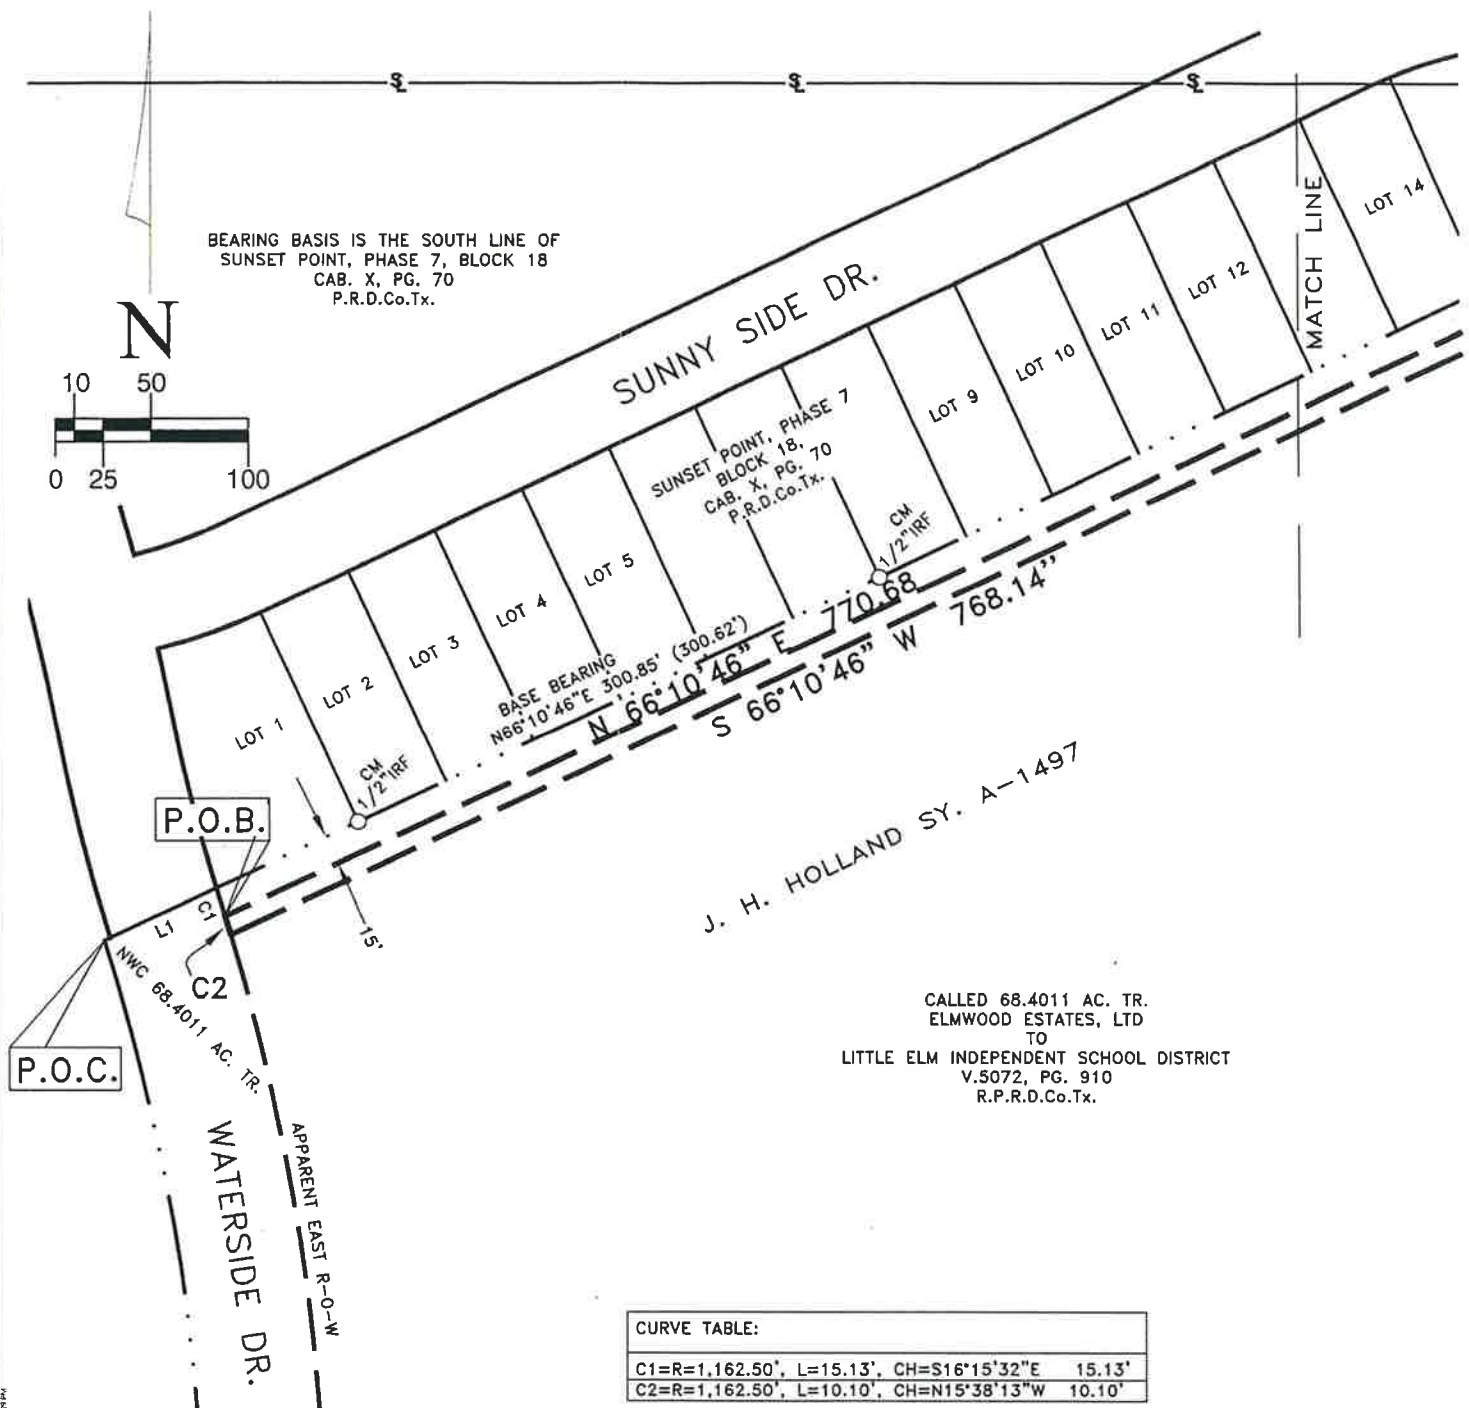 BEARING BASIS IS THE SOUTH LINE OF
SUNSET POINT, PHASE 7, BLOCK 18
CAB. X, PG. 70
P.R.D.Co.Tx.
N
10 50
0 25 100
SUNNY SIDE DR.
MATCH LINE
LOT 14
LOT 12
LOT 11
LOT 10
LOT 9
SUNSET POINT, PHASE 7
BLOCK 18,
CAB. X, PG. 70
P.R.D.Co.Tx.
CM
1/2"IRF
LOT 5
LOT 4
LOT 3
LOT 2
LOT 1
BASE BEARING
N66°10'46"E 300.85' (300.62')
N 66°10'46" E 770.68
S 66°10'46" W 768.14''
CM
1/2"IRF
P.O.B.
L1
C1
C2
15'
NWC 68.4011 AC. TR.
P.O.C.
J. H. HOLLAND SY. A-1497
CALLED 68.4011 AC. TR.
ELMWOOD ESTATES, LTD
TO
LITTLE ELM INDEPENDENT SCHOOL DISTRICT
V.5072, PG. 910
R.P.R.D.Co.Tx.
WATERSIDE DR.
APPARENT EAST R-O-W
CURVE TABLE:
C1=R=1,162.50', L=15.13', CH=S16°15'32"E 15.13'
C2=R=1,162.50', L=10.10', CH=N15°38'13"W 10.10'